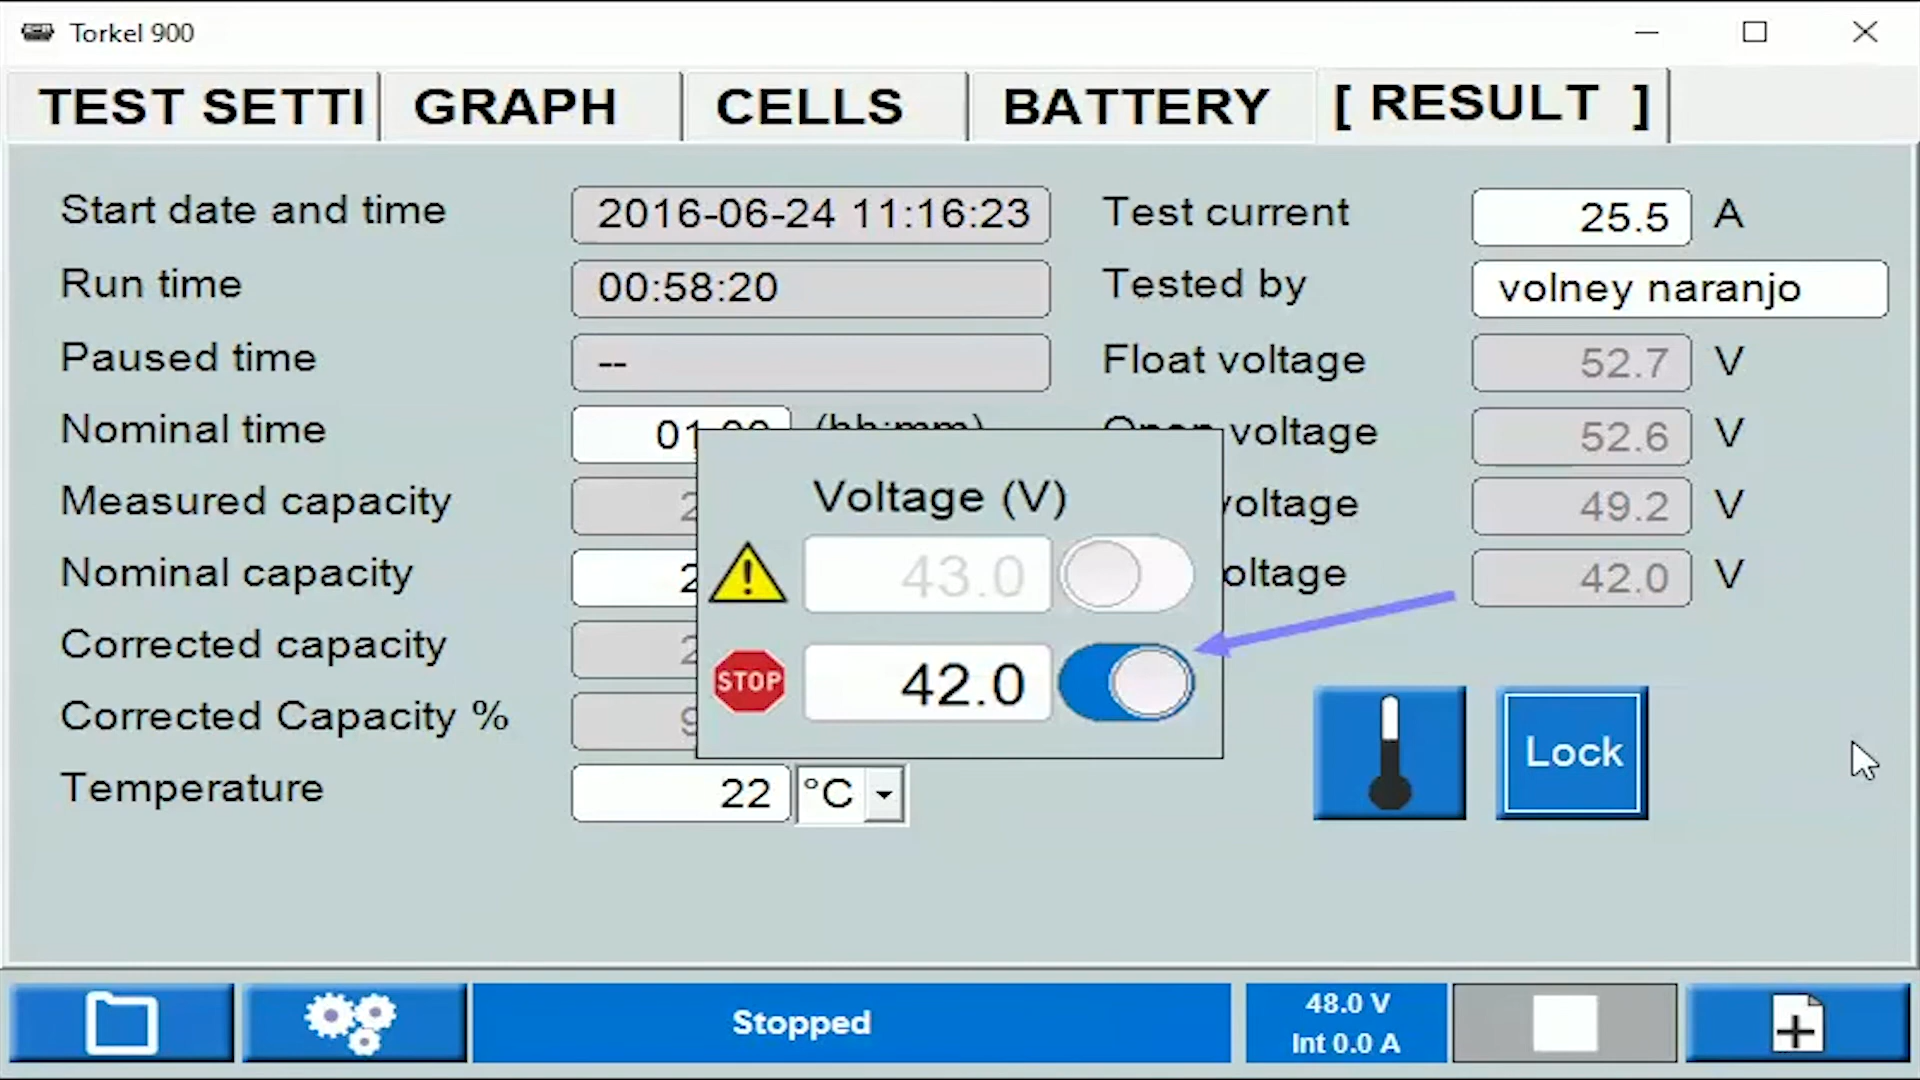 Torkel 900
TEST SETTI GRAPH CELLS BATTERY [ RESULT ]
Start date and time 2016-06-24 11:16:23 Test current 25.5 A
Run time 00:58:20 Tested by volney naranjo
Paused time -- Float voltage 52.7 V
Nominal time voltage 52.6 V
Measured capacity voltage 49.2 V
Nominal capacity 42.0 V
Corrected capacity
Corrected Capacity %
Temperature 22 °C
Voltage (V)
43.0
STOP 42.0
Lock
Stopped
48.0 V
Int 0.0 A